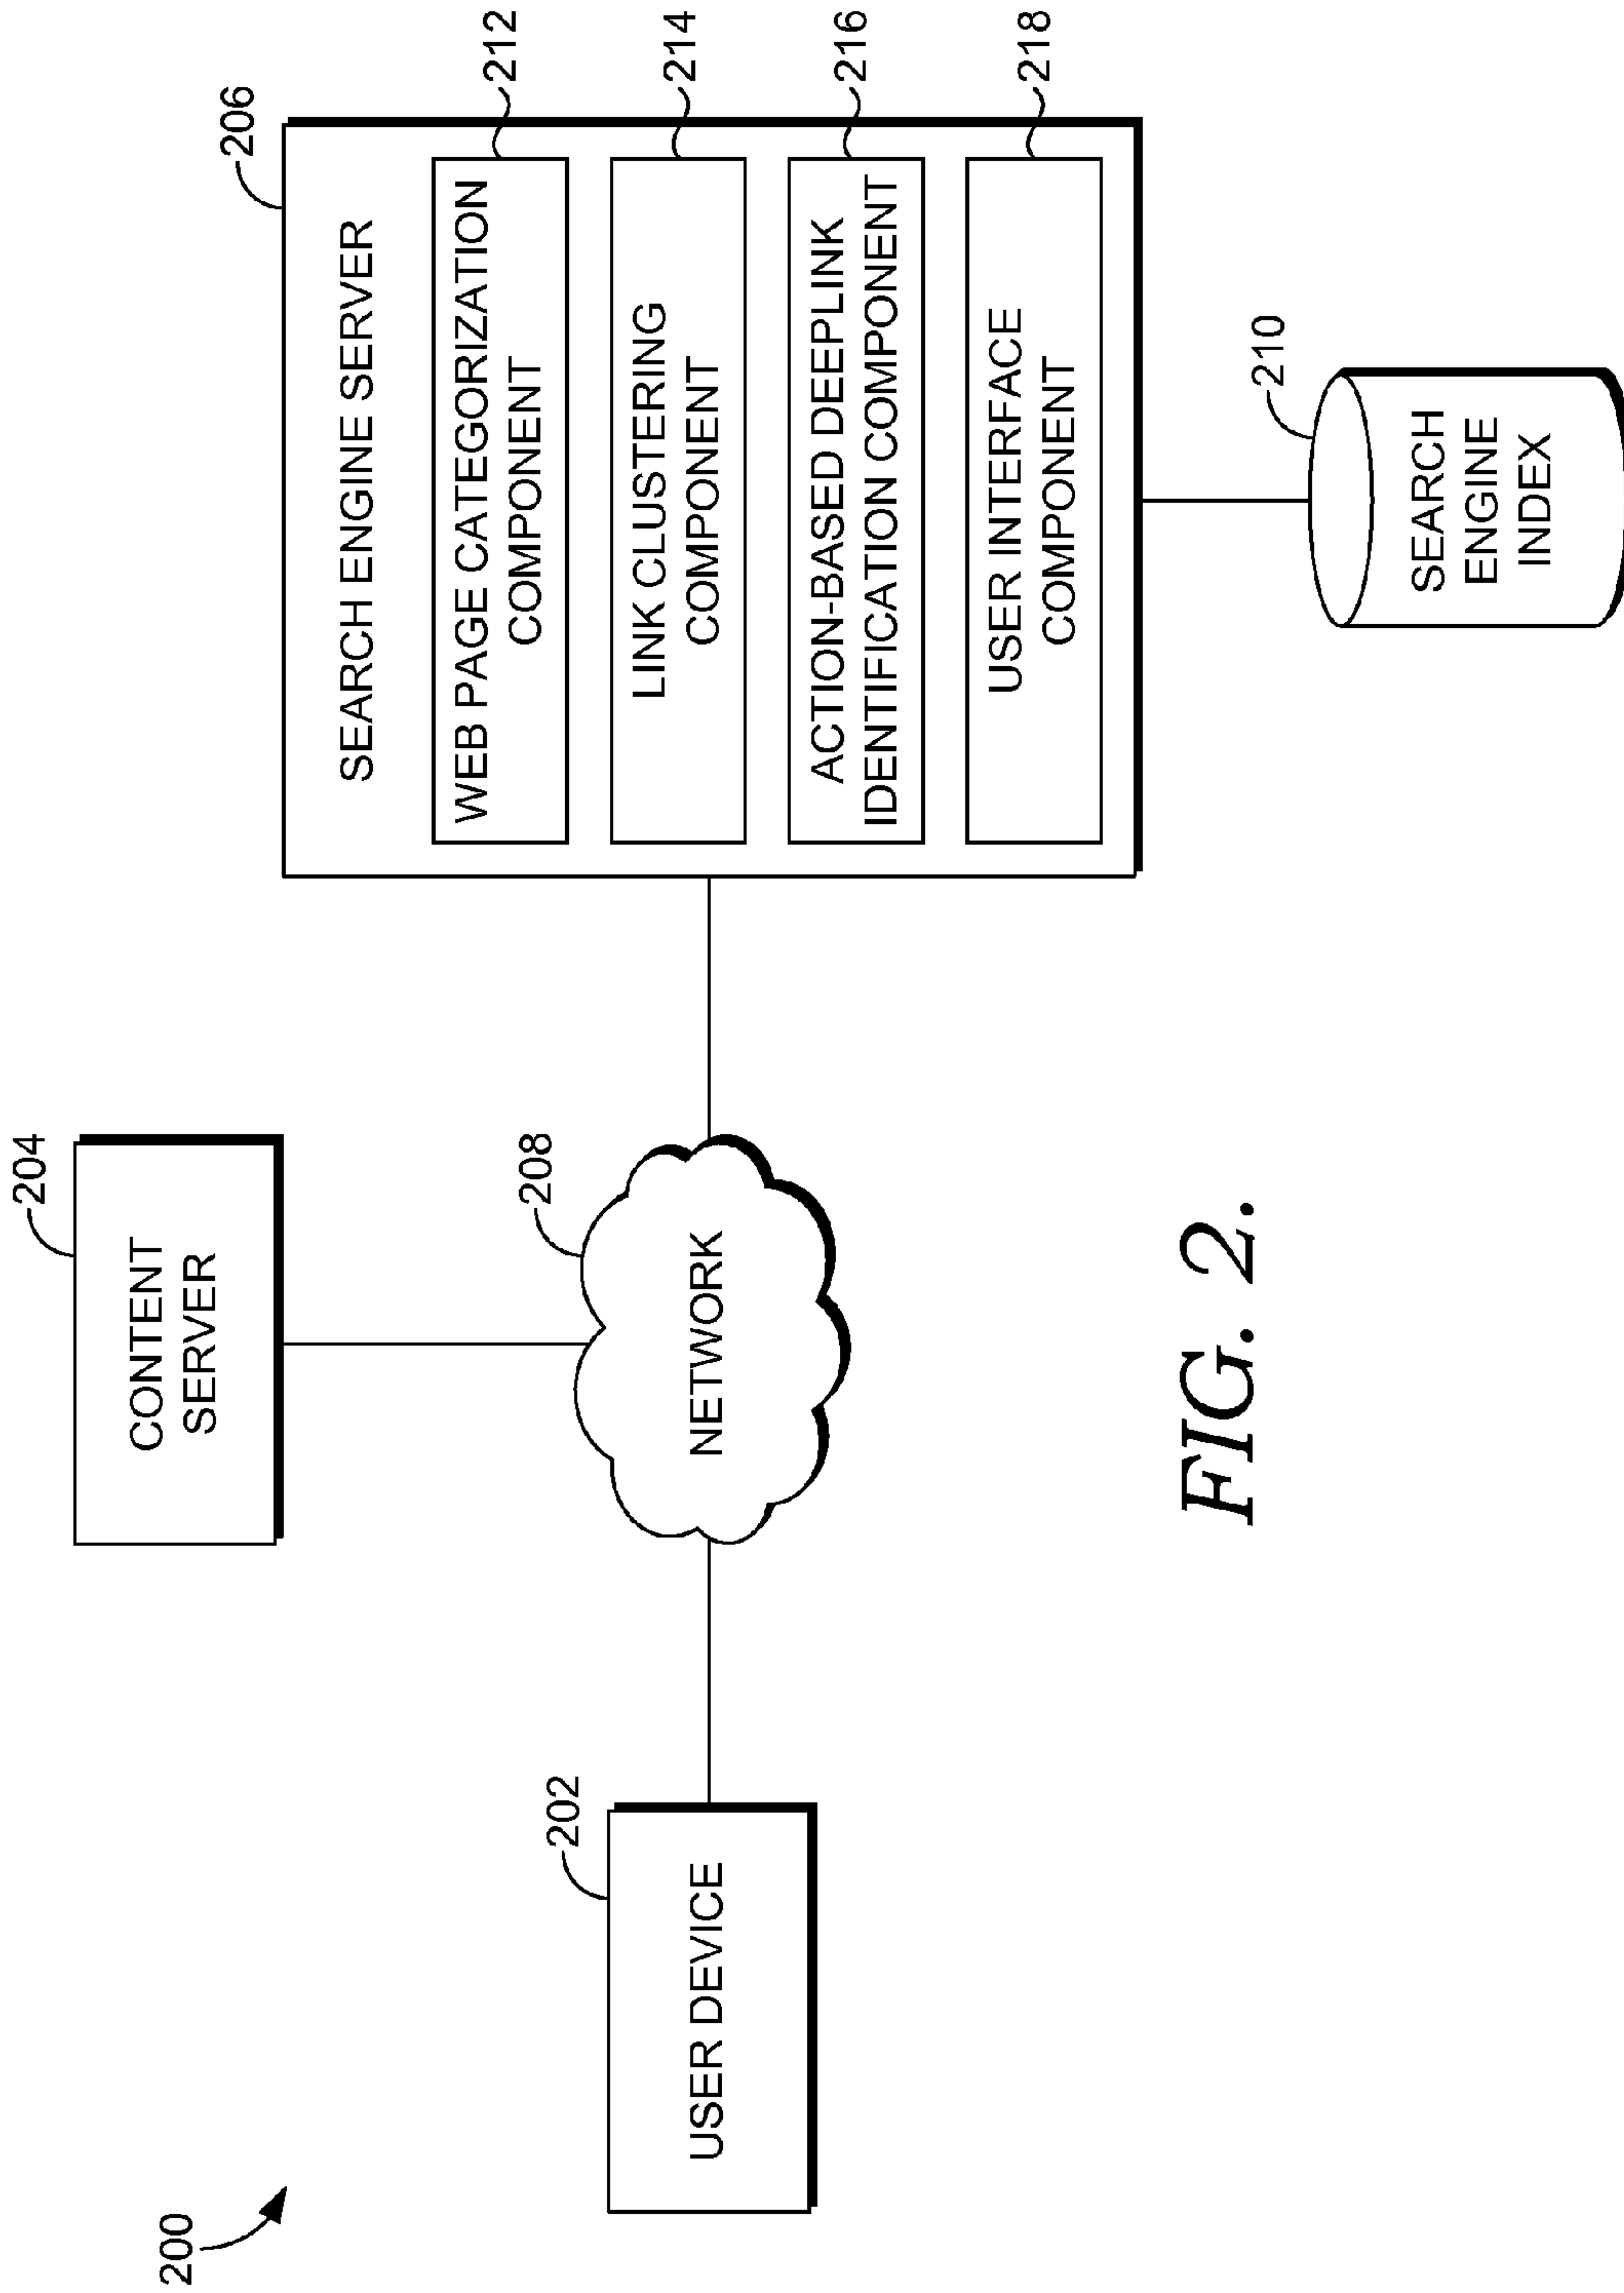 200
202
USER DEVICE
204
CONTENT
SERVER
208
NETWORK
206
SEARCH ENGINE SERVER
WEB PAGE CATEGORIZATION
COMPONENT
212
LINK CLUSTERING
COMPONENT
214
ACTION-BASED DEEPLINK
IDENTIFICATION COMPONENT
216
USER INTERFACE
COMPONENT
218
210
SEARCH
ENGINE
INDEX
FIG. 2.